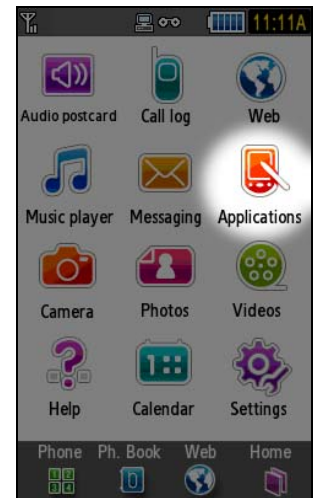 11:11A
Audio postcard Call log Web
Music player Messaging Applications
Camera Photos Videos
Help Calendar Settings
Phone Ph. Book Web Home